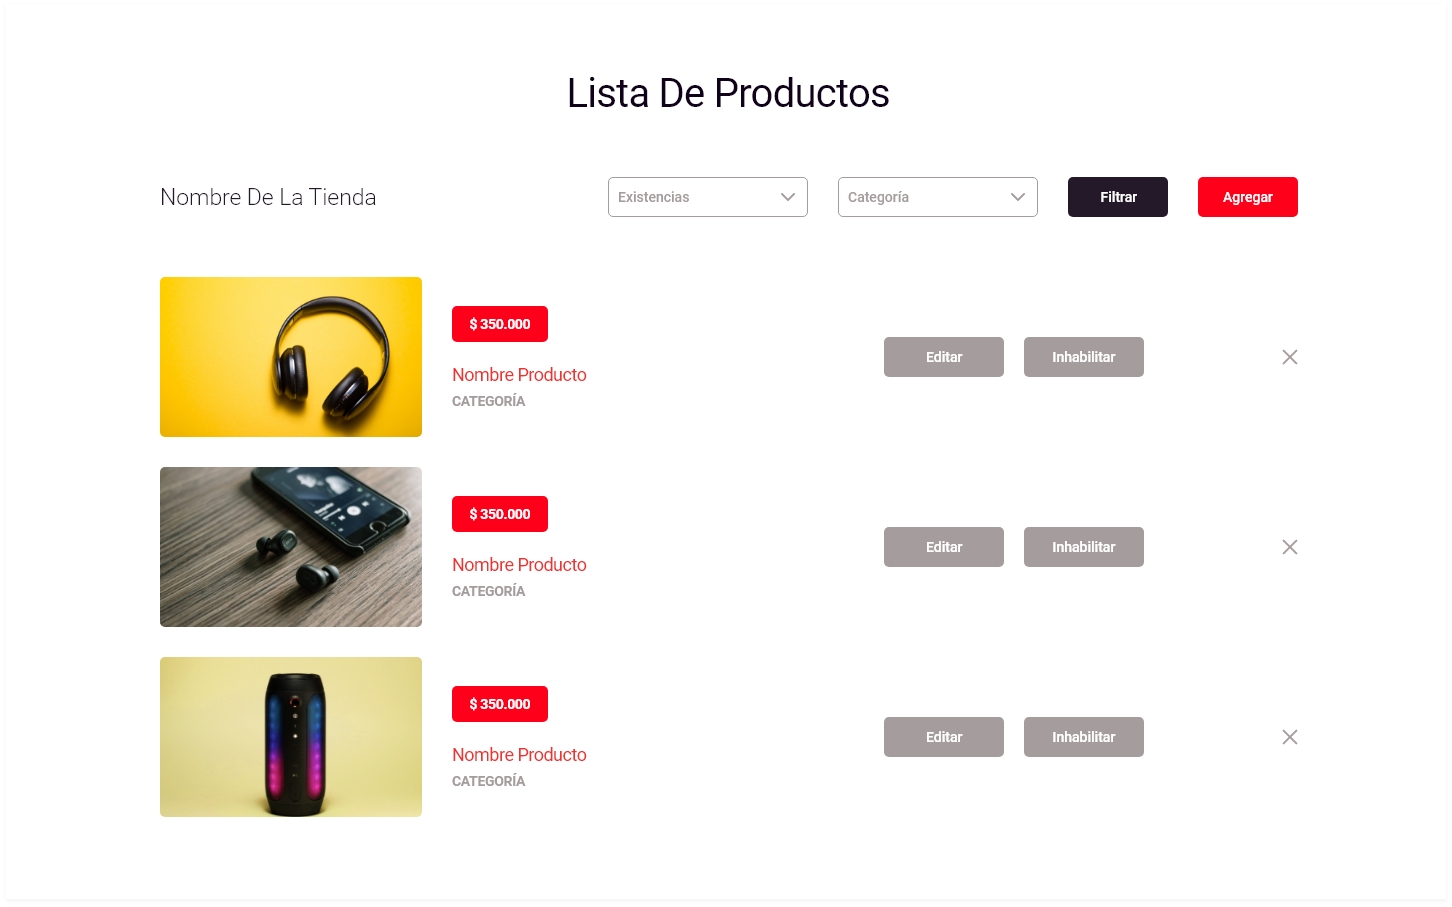 Lista De Productos
Nombre De La Tienda
Existencias
Categoría
Filtrar
Agregar
$ 350.000
Nombre Producto
CATEGORÍA
Editar
Inhabilitar
$ 350.000
Nombre Producto
CATEGORÍA
Editar
Inhabilitar
$ 350.000
Nombre Producto
CATEGORÍA
Editar
Inhabilitar